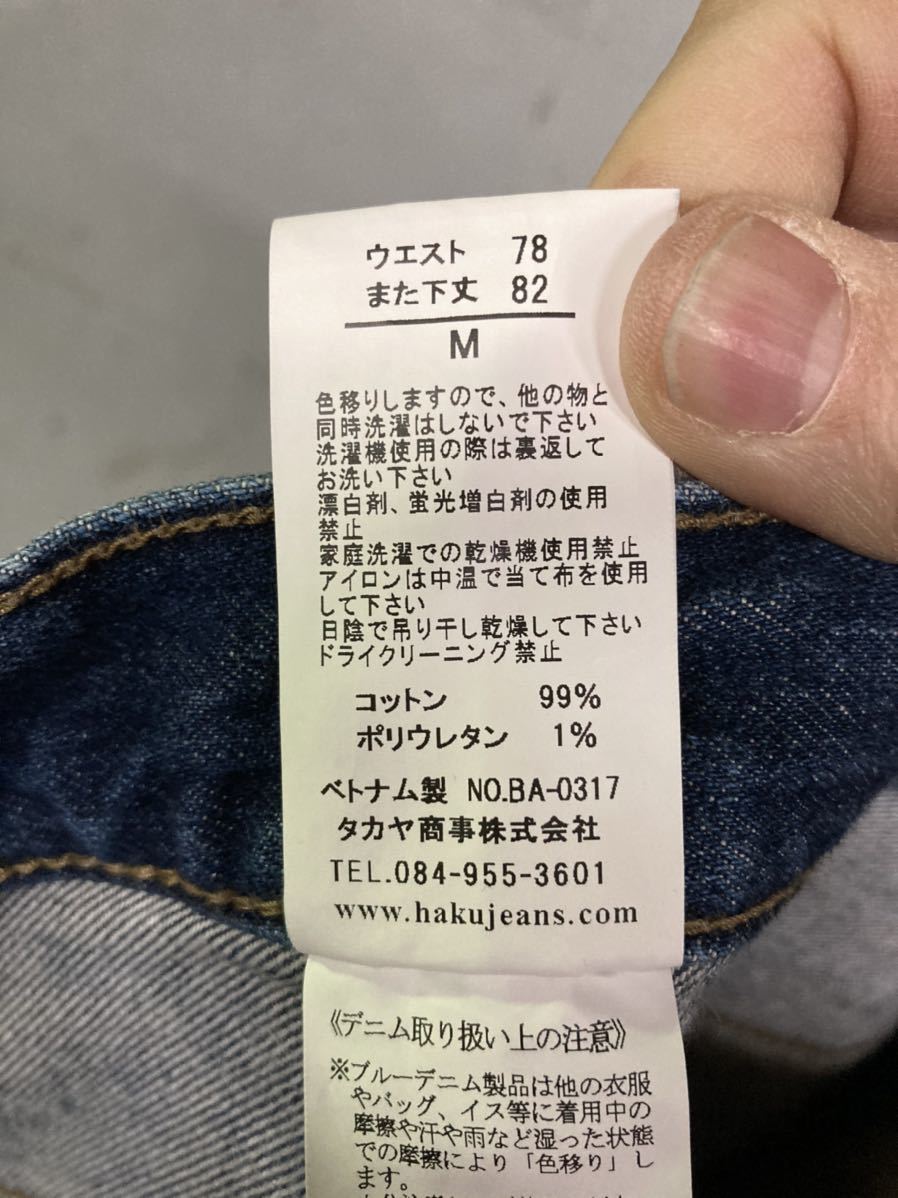 ウエスト 78
また下丈 82
M
色移りしますので、他の物と
同時洗濯はしないで下さい
洗濯機使用の際は裏返して
お洗い下さい
漂白剤、蛍光増白剤の使用
禁止
家庭洗濯での乾燥機使用禁止
アイロンは中温で当て布を使用
して下さい
日陰で吊り干し乾燥して下さい
ドライクリーニング禁止
コットン 99%
ポリウレタン 1%
ベトナム製 NO.BA-0317
タカヤ商事株式会社
TEL.084-955-3601
www.hakujeans.com
《デニム取り扱い上の注意》
※ブルーデニム製品は他の衣服
やバッグ、イス等に着用中の
摩擦や汗や雨など湿った状態
での摩擦により「色移り」し
ます。